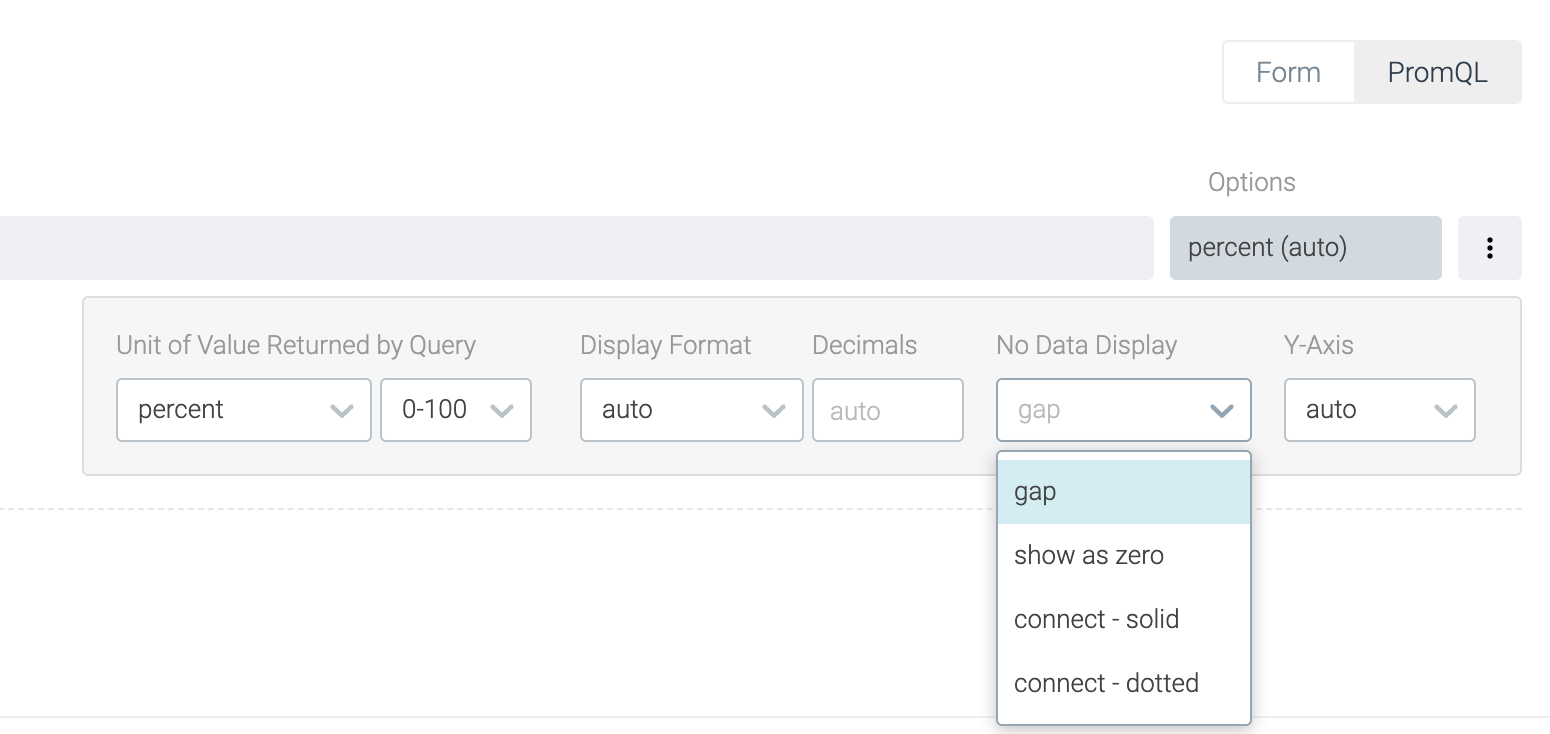 Form PromQL
Options
percent (auto)
Unit of Value Returned by Query Display Format Decimals No Data Display Y-Axis
percent 0-100 auto auto gap auto
gap
show as zero
connect - solid
connect - dotted